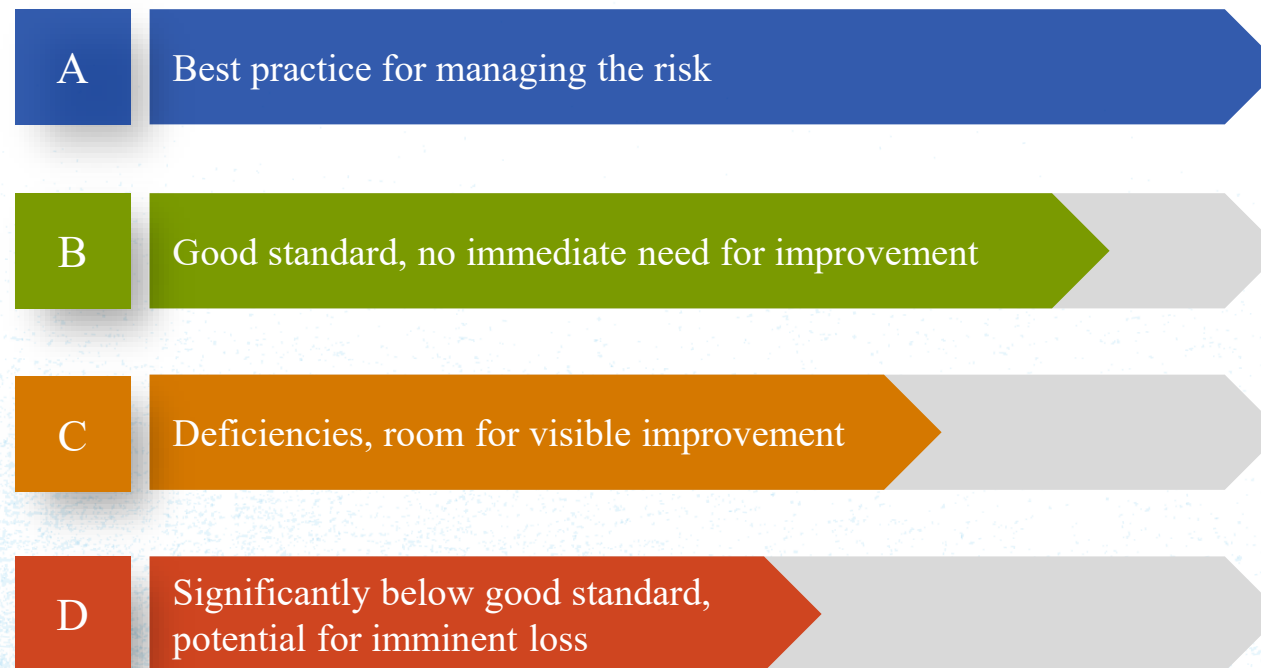 A
Best practice for managing the risk
B
Good standard, no immediate need for improvement
C
Deficiencies, room for visible improvement
D
Significantly below good standard,
potential for imminent loss